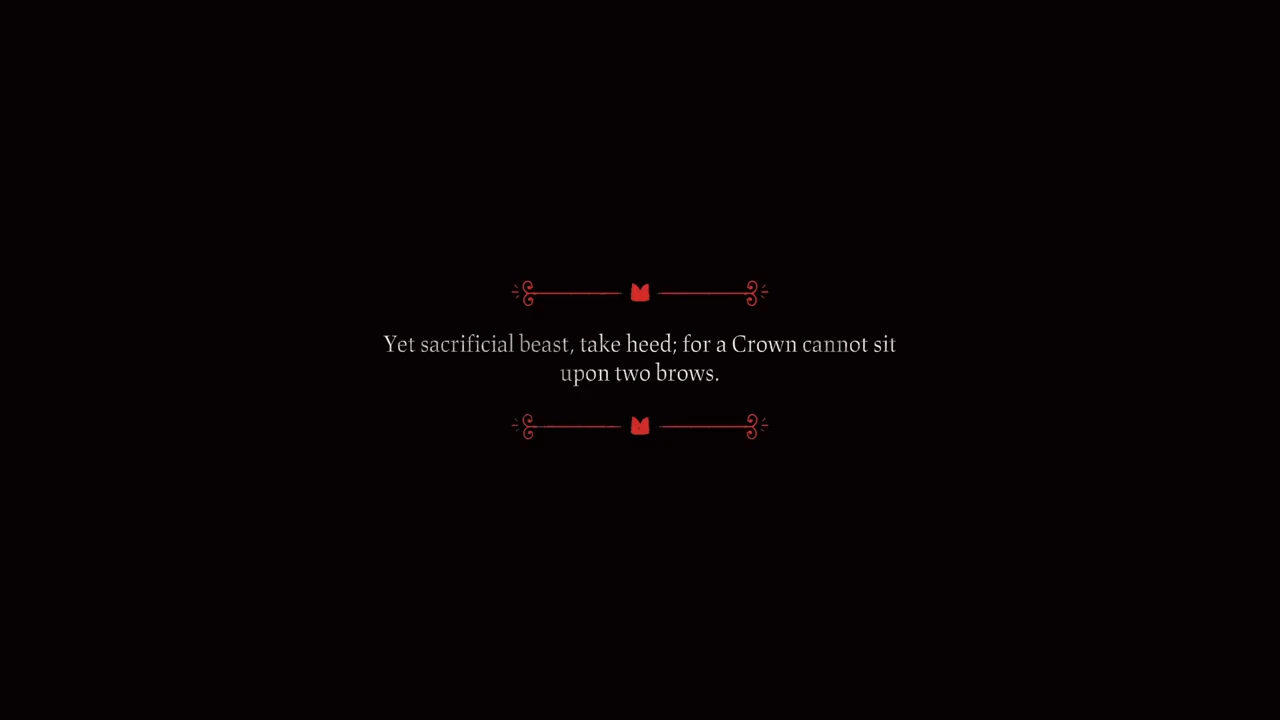 Yet sacrificial beast, take heed; for a Crown cannot sit
upon two brows.